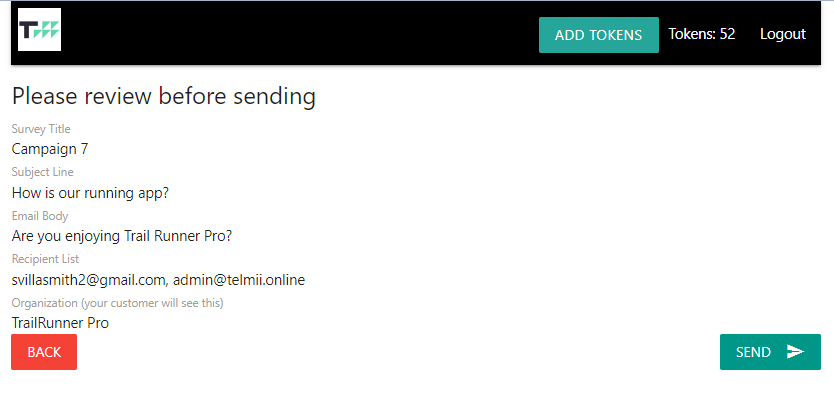 T
ADD TOKENS Tokens: 52 Logout
Please review before sending
Survey Title
Campaign 7
Subject Line
How is our running app?
Email Body
Are you enjoying Trail Runner Pro?
Recipient List
svillasmith2@gmail.com, admin@telmii.online
Organization (your customer will see this)
TrailRunner Pro
BACK SEND